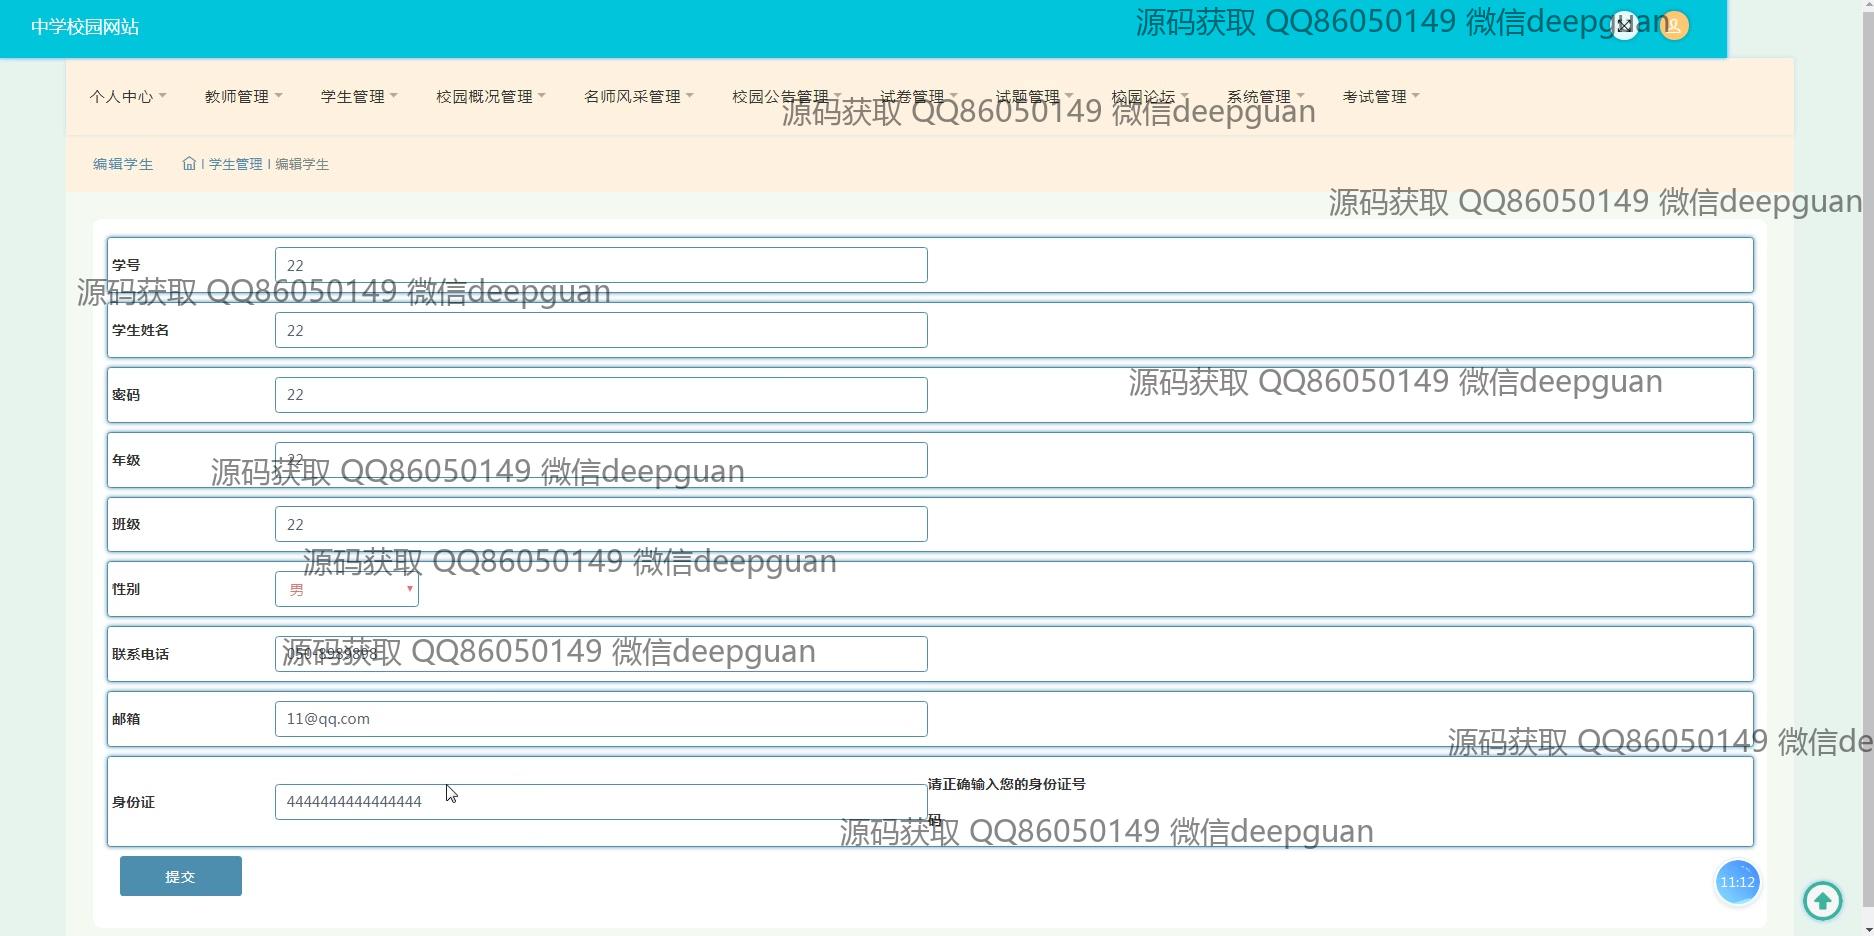 中学校园网站
源码获取 QQ86050149 微信deepguan
个人中心 教师管理 学生管理 校园概况管理 名师风采管理 校园公告管理 试卷管理 试题管理 校园论坛 系统管理 考试管理
源码获取 QQ86050149 微信deepguan
编辑学生 | 学生管理 | 编辑学生
源码获取 QQ86050149 微信deepguan
学号 22
源码获取 QQ86050149 微信deepguan
学生姓名 22
源码获取 QQ86050149 微信deepguan
密码 22
年级 22
源码获取 QQ86050149 微信deepguan
班级 22
源码获取 QQ86050149 微信deepguan
性别 男
联系电话 050-8989898
源码获取 QQ86050149 微信deepguan
邮箱 11@qq.com
源码获取 QQ86050149 微信de
请正确输入您的身份证号
身份证 4444444444444444
码
源码获取 QQ86050149 微信deepguan
提交
11:12